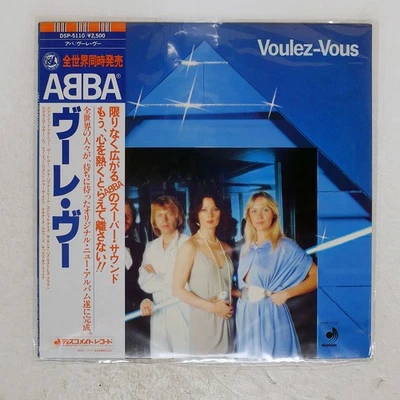 DSP-5110 ¥2,500
アバ/ヴーレ・ヴー
全世界同時発売
ABBA
ヴーレ・ヴー
限りなく広がるABBAのスーパー・サウンド
もう、心を熱くとらえて離さない!!
全世界の人々が、待ちに待ったオリジナル・ニュー・アルバム遂に完成。
ディスコメイト・レコード
Voulez-Vous